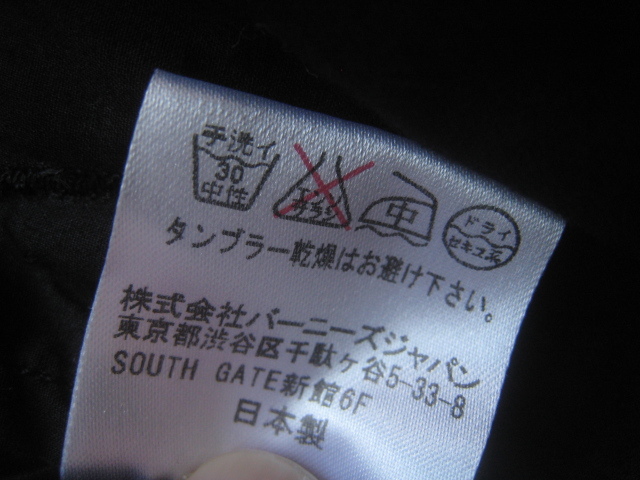 手洗イ
30
中性
エンソサラシ
中
ドライ
セキユ系
タンブラー乾燥はお避け下さい。
株式会社バーニーズジャパン
東京都渋谷区千駄ヶ谷5-33-8
SOUTH GATE新館6F
日本製